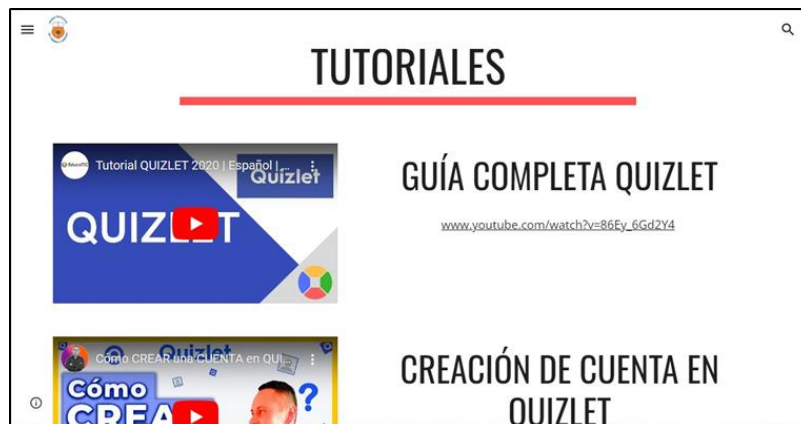 TUTORIALES
Tutorial QUIZLET 2020 | Español |...
Quizlet
QUIZLET
GUÍA COMPLETA QUIZLET
www.youtube.com/watch?v=86Ey_6Gd2Y4
Cómo CREAR una CUENTA en QUI...
Quizlet
Cómo
CREA
?
CREACIÓN DE CUENTA EN
QUIZLET